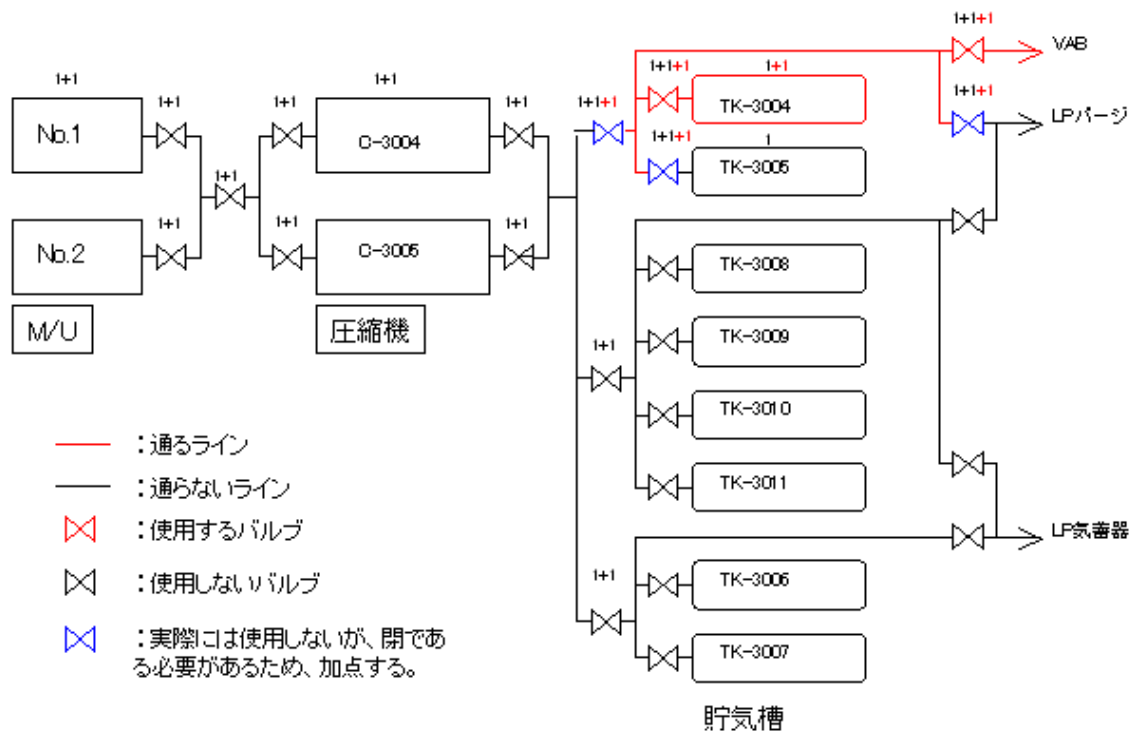 1+1+1
VAB
1+1
1+1
1+1
1+1
1+1
1+1+1
1+1
1+1+1
No.1
C-3004
1+1+1
TK-3004
LPパージ
1+1+1
1
TK-3005
1+1
1+1
1+1
1+1
No.2
C-3005
TK-3008
M/U
圧縮機
TK-3009
1+1
TK-3010
：通るライン
TK-3011
：通らないライン
：使用するバルブ
LP気蓄器
：使用しないバルブ
1+1
TK-3006
：実際には使用しないが、閉であ
る必要があるため、加点する。
TK-3007
貯気槽